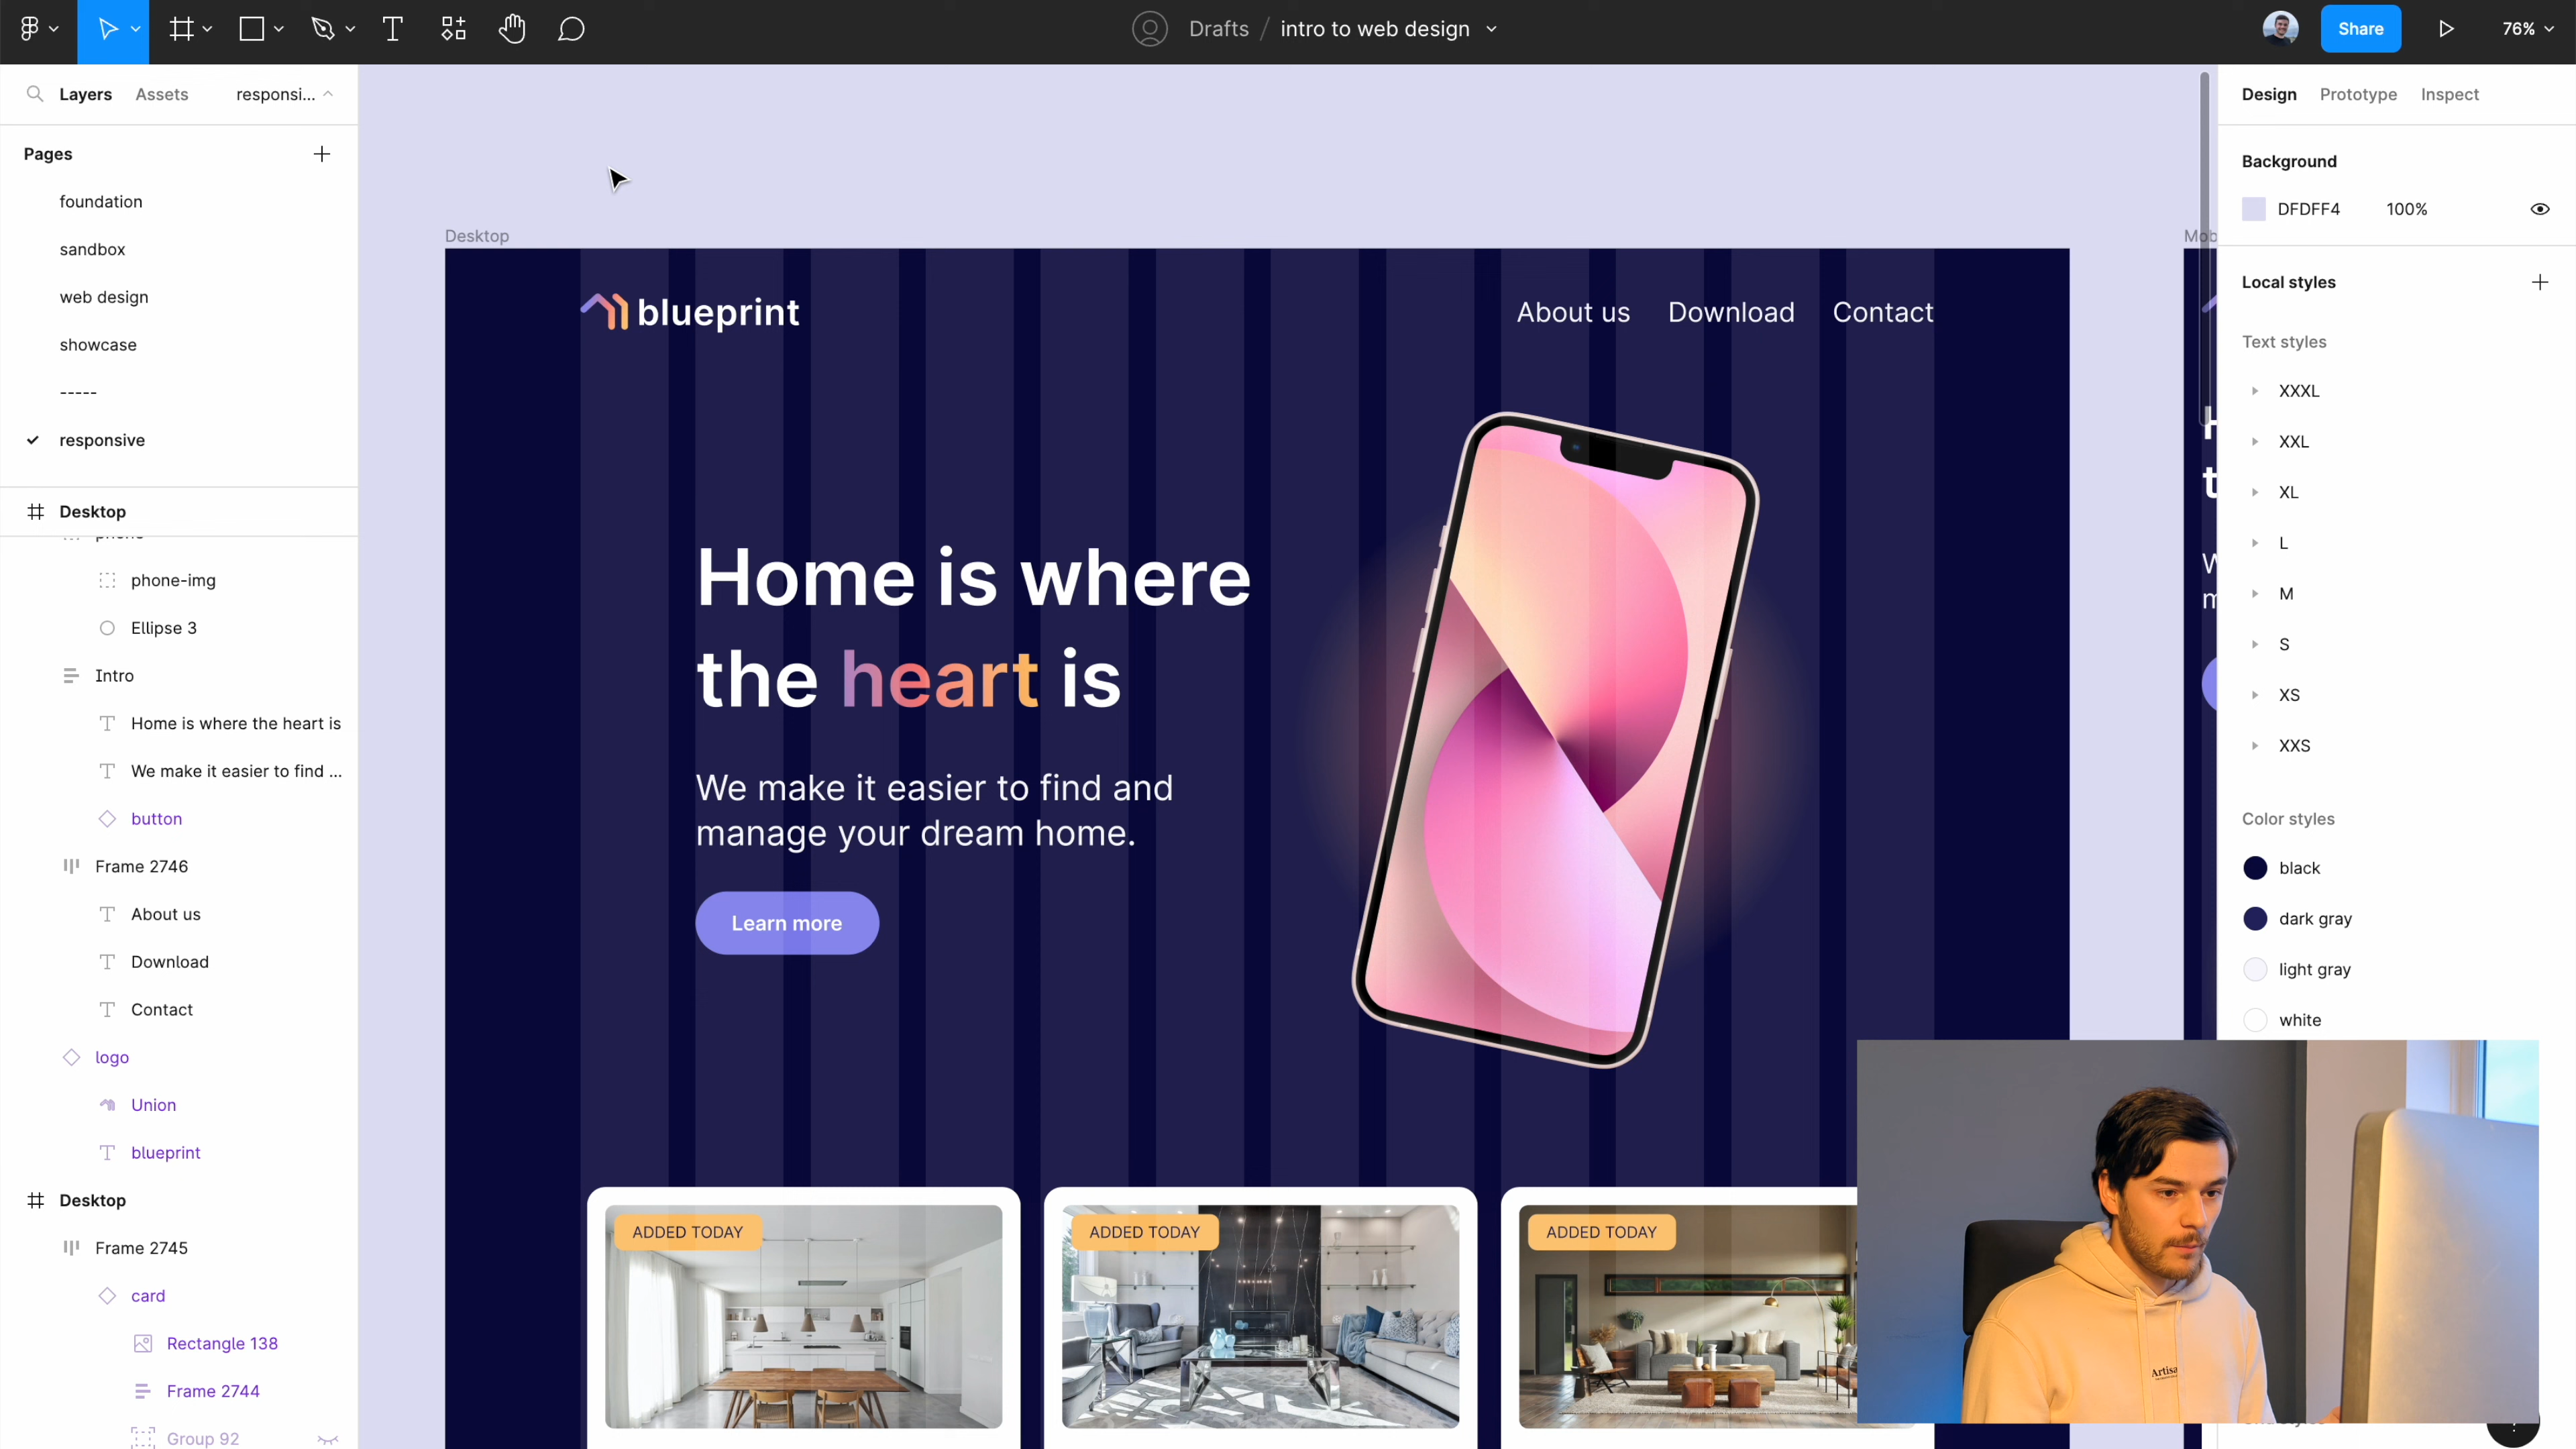 Drafts / intro to web design
Share
76%
Layers
Assets
responsi...
Pages
foundation
sandbox
web design
showcase
-----
responsive
Desktop
phone
phone-img
Ellipse 3
Intro
Home is where the heart is
We make it easier to find ...
button
Frame 2746
About us
Download
Contact
logo
Union
blueprint
Desktop
Frame 2745
card
Rectangle 138
Frame 2744
Group 92
Desktop
blueprint
About us
Download
Contact
Home is where
the heart is
We make it easier to find and
manage your dream home.
Learn more
ADDED TODAY
ADDED TODAY
ADDED TODAY
Mob
H
t
W
m
Design
Prototype
Inspect
Background
DFDFF4
100%
Local styles
Text styles
XXXL
XXL
XL
L
M
S
XS
XXS
Color styles
black
dark gray
light gray
white
Artisa